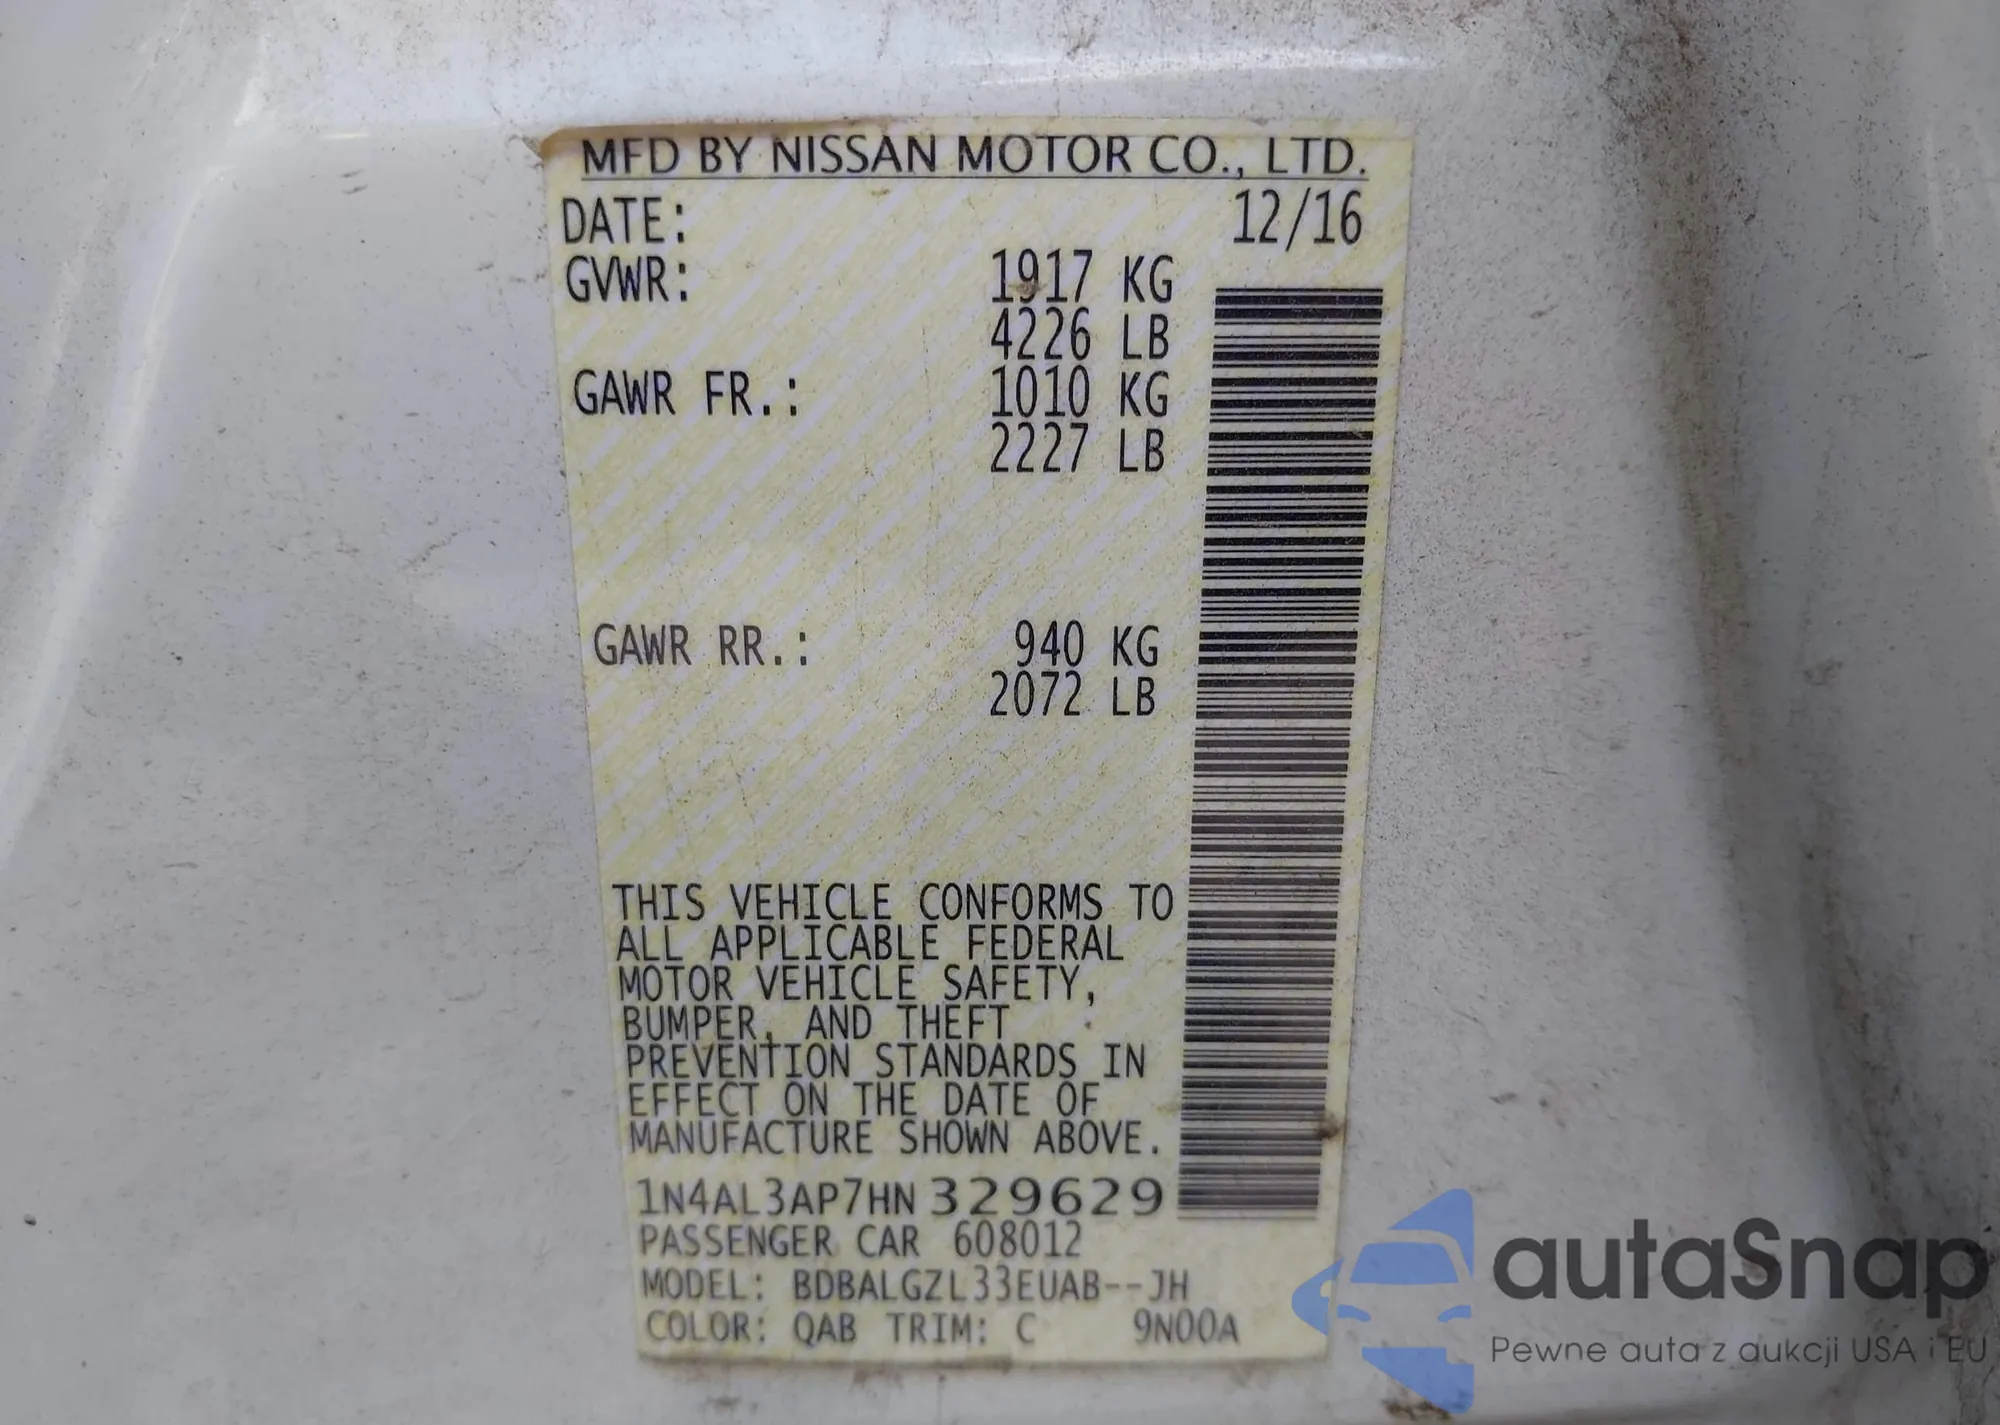 MFD BY NISSAN MOTOR CO., LTD.
DATE: 12/16
GVWR: 1917 KG
4226 LB
GAWR FR.: 1010 KG
2227 LB
GAWR RR.: 940 KG
2072 LB
THIS VEHICLE CONFORMS TO
ALL APPLICABLE FEDERAL
MOTOR VEHICLE SAFETY,
BUMPER, AND THEFT
PREVENTION STANDARDS IN
EFFECT ON THE DATE OF
MANUFACTURE SHOWN ABOVE.
1N4AL3AP7HN329629
PASSENGER CAR 608012
MODEL: BDBALGZL33EUAB--JH
COLOR: QAB TRIM: C 9N00A
autaSnap
Pewne auta z aukcji USA i EU